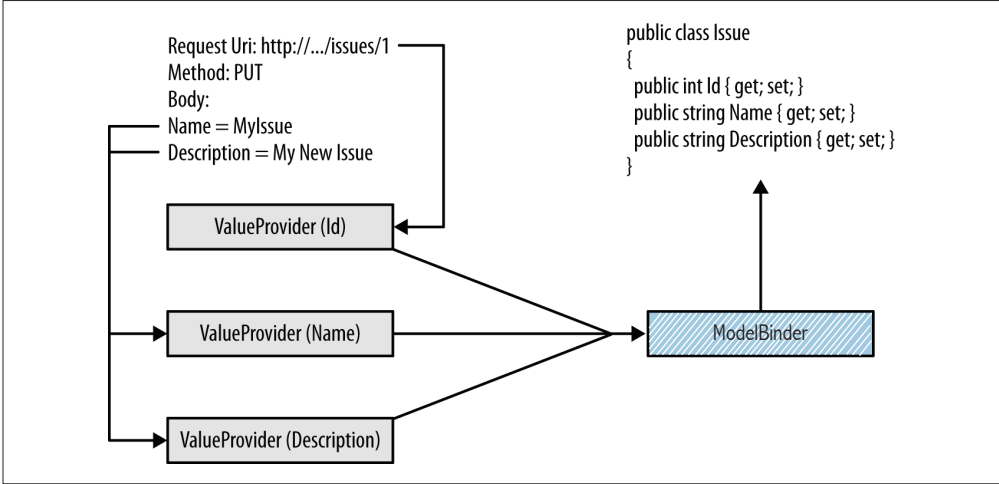 Request Uri: http://.../issues/1
Method: PUT
Body:
Name = MyIssue
Description = My New Issue
public class Issue
{
public int Id { get; set; }
public string Name { get; set; }
public string Description { get; set; }
}
ValueProvider (Id)
ValueProvider (Name)
ModelBinder
ValueProvider (Description)